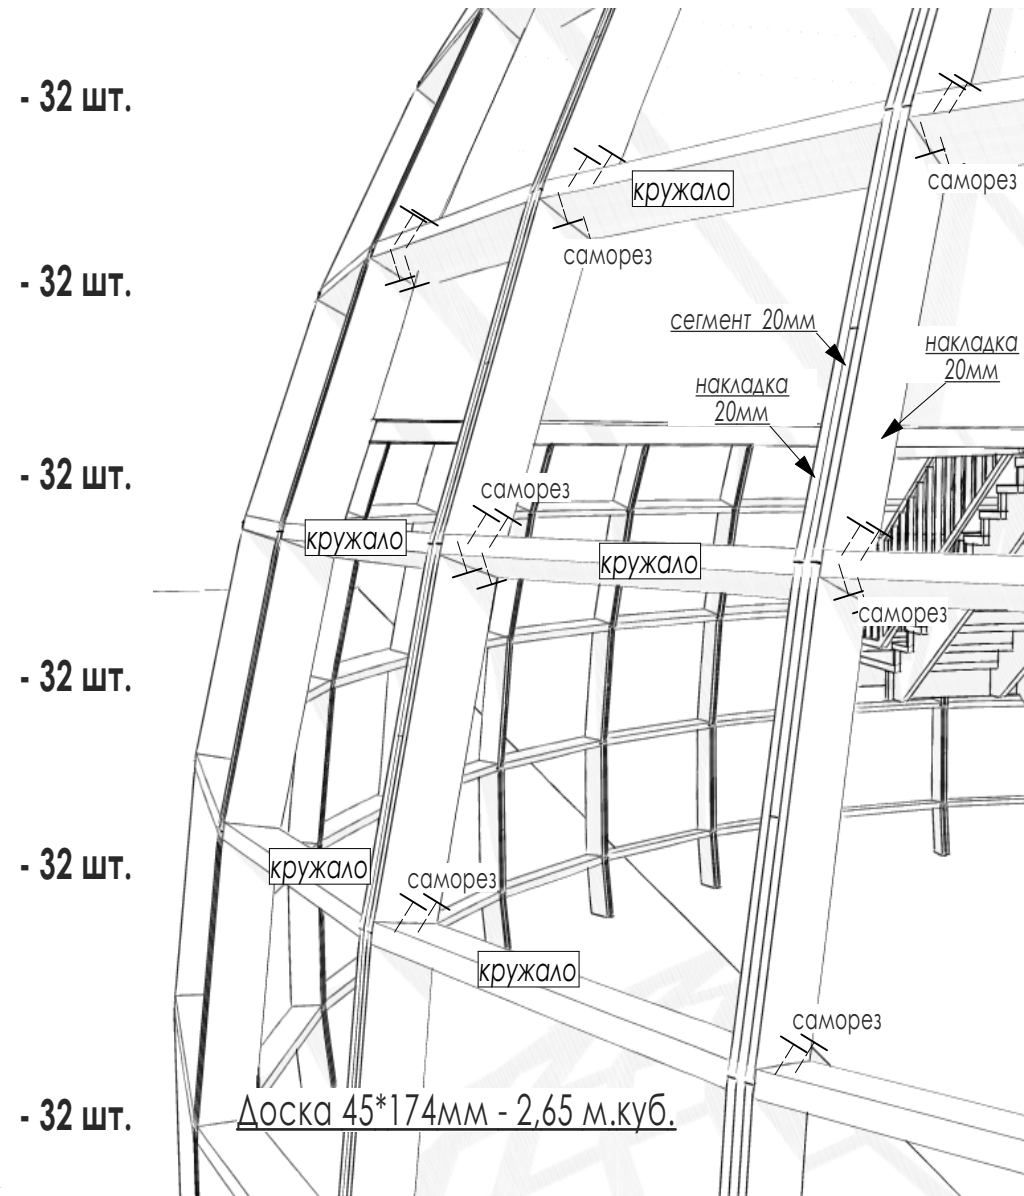 - 32 шт.
саморез
кружало
саморез
- 32 шт.
сегмент 20мм
накладка
20мм
накладка
20мм
- 32 шт.
саморез
кружало
кружало
саморез
- 32 шт.
- 32 шт.
кружало
саморез
кружало
саморез
- 32 шт.
Доска 45*174мм - 2,65 м.куб.